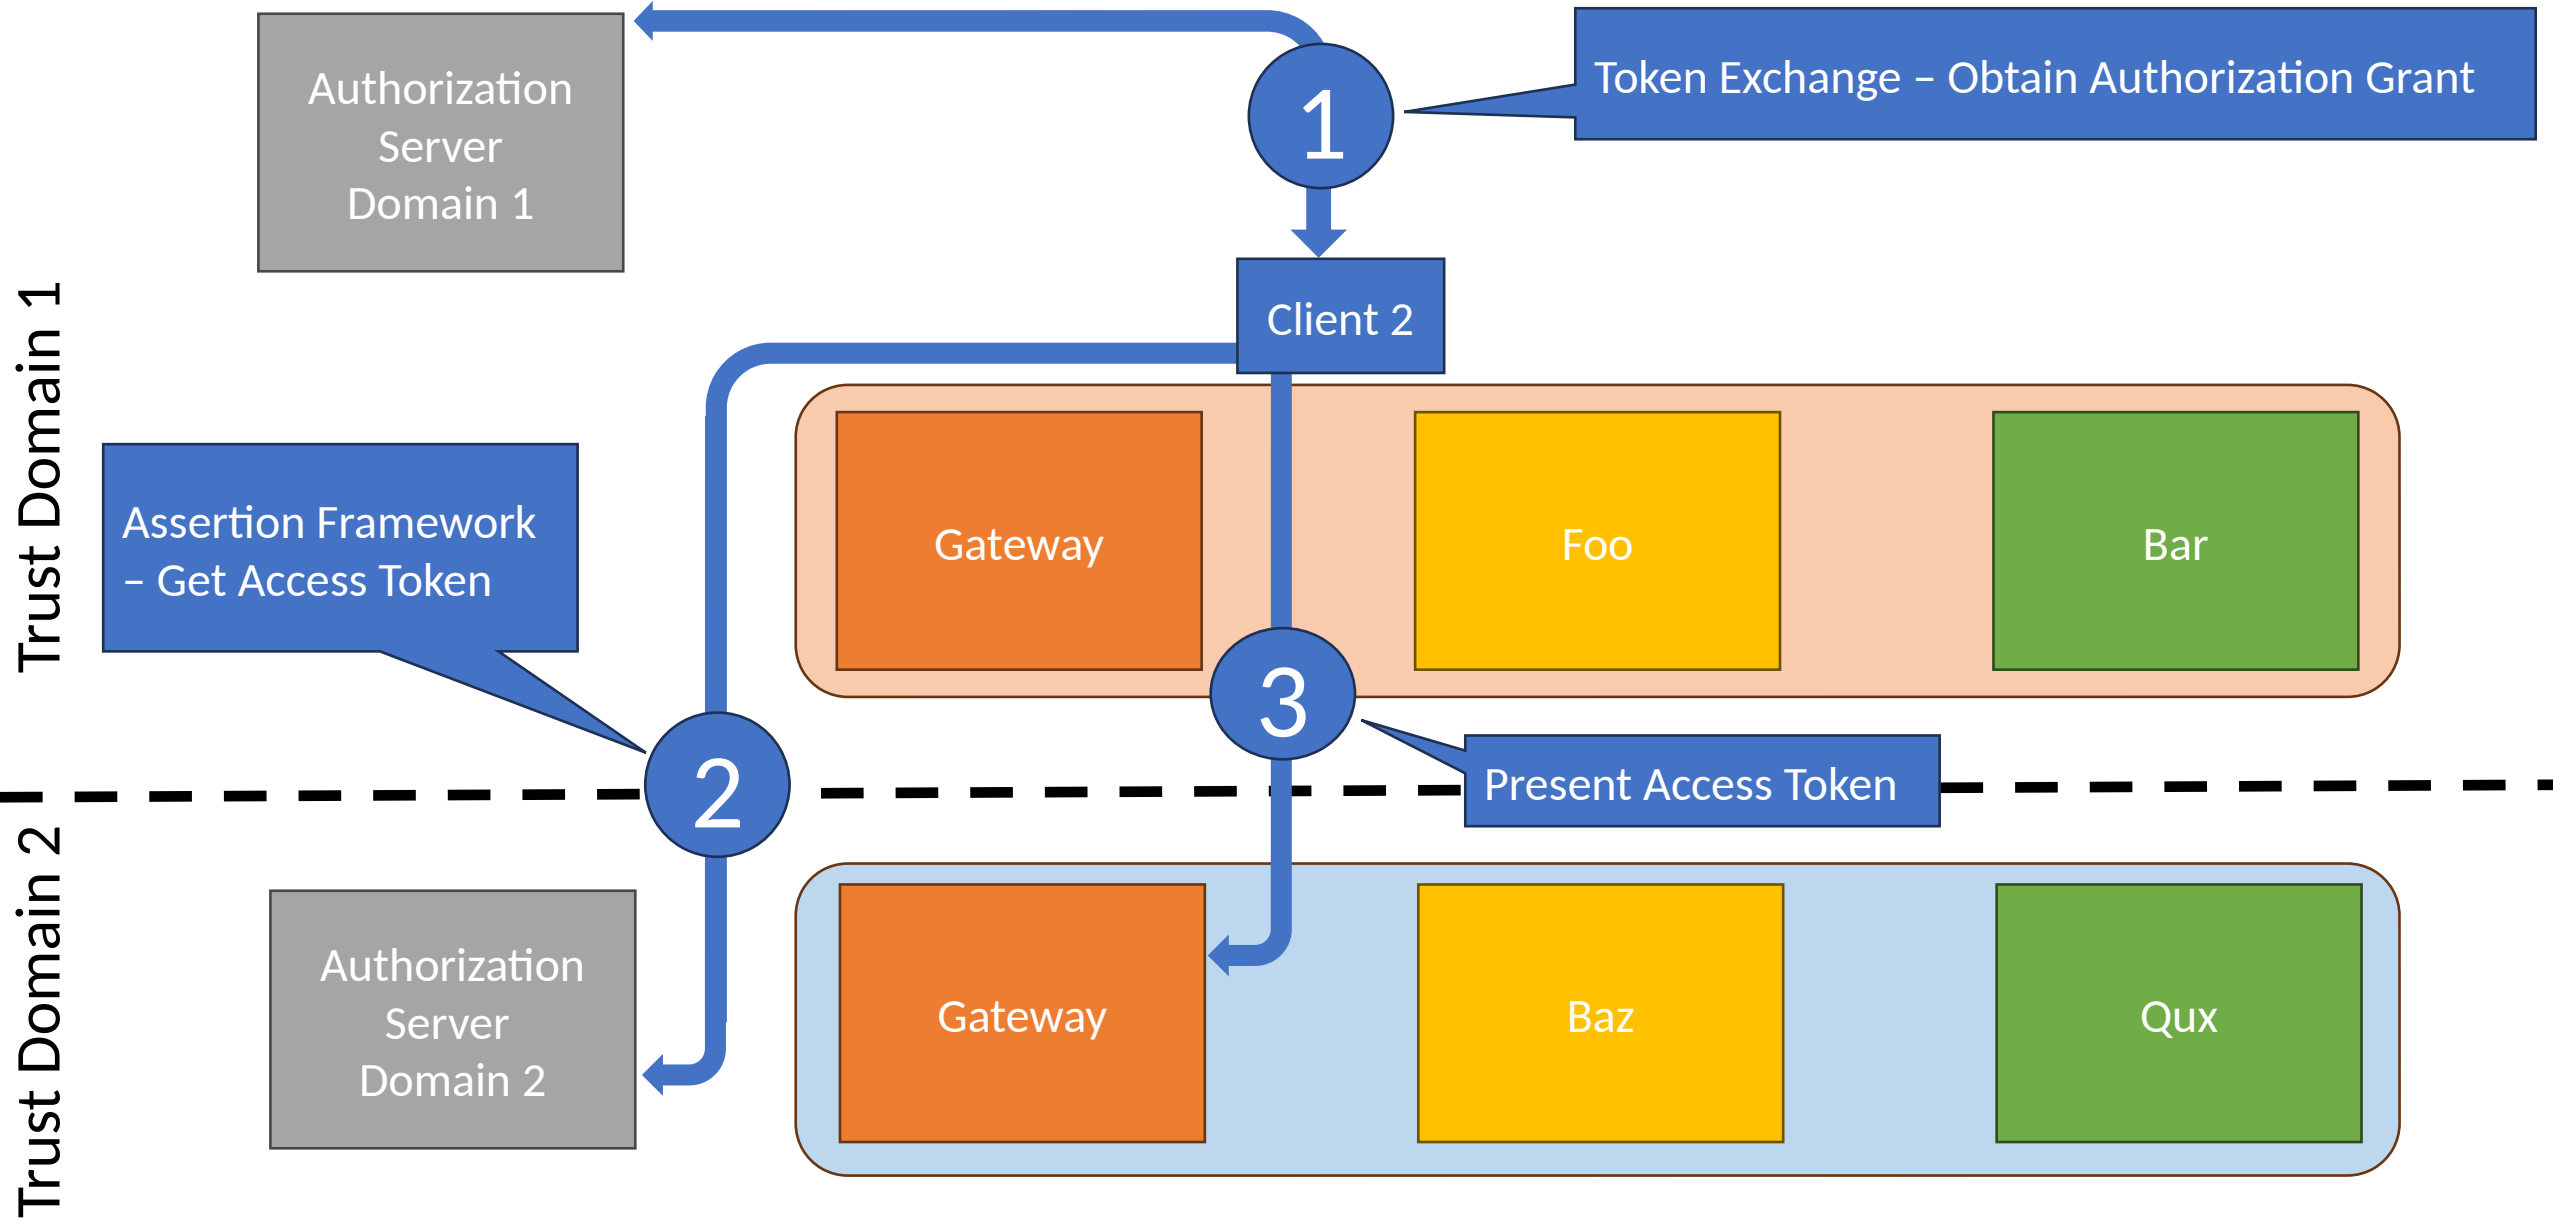 Authorization
Server
Domain 1
1
Token Exchange – Obtain Authorization Grant
Client 2
Trust Domain 1
Assertion Framework
– Get Access Token
Gateway
Foo
Bar
3
2
Present Access Token
Trust Domain 2
Authorization
Server
Domain 2
Gateway
Baz
Qux